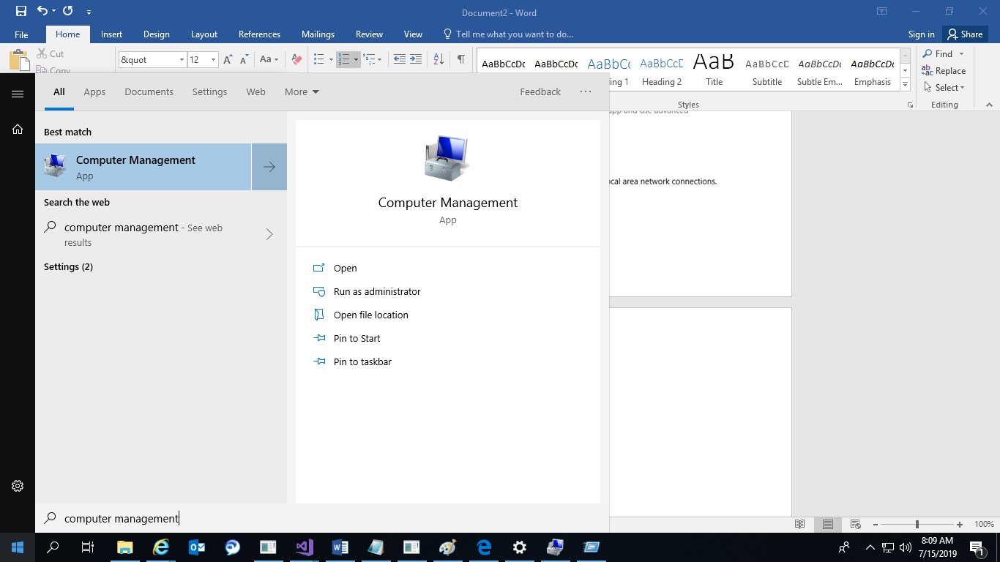 Document2 - Word
File Home Insert Design Layout References Mailings Review View Tell me what you want to do... Sign in Share
Cut
Copy
&quot 12 Aa
AaBbCcDc AaBbCcDc AaBbCc AaBbCcD AaB AaBbCcD AaBbCcDc AaBbCcDc
ing 1 Heading 2 Title Subtitle Subtle Em... Emphasis
Styles
Find
Replace
Select
Editing
All Apps Documents Settings Web More Feedback ...
Best match
Computer Management
App
Search the web
computer management - See web
results
Settings (2)
Computer Management
App
Open
Run as administrator
Open file location
Pin to Start
Pin to taskbar
app and use advanced
cal area network connections.
computer management
100%
8:09 AM
7/15/2019
1